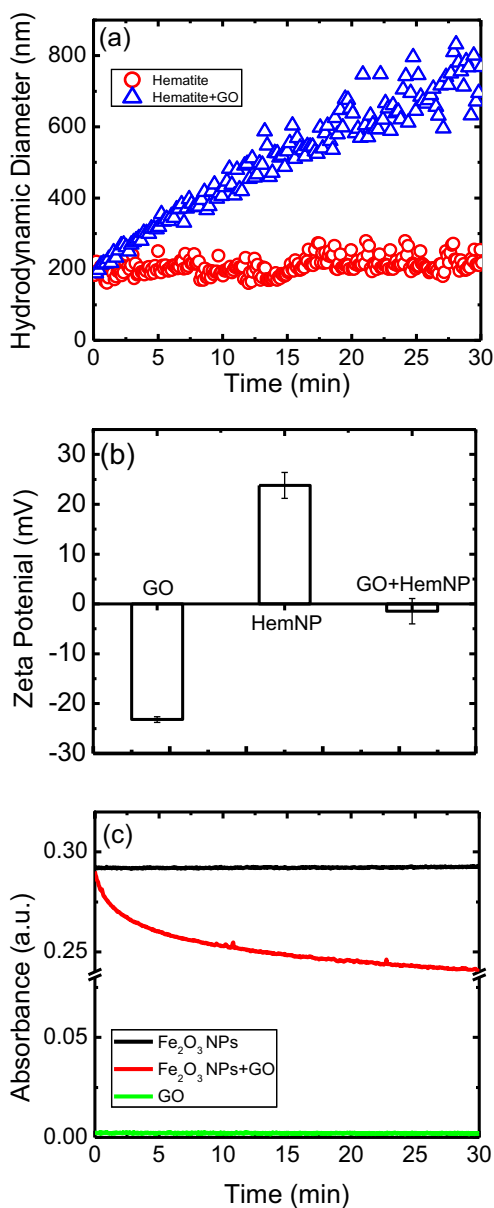 (a)
Hydrodynamic Diameter (nm)
800
600
400
200
0
Hematite
Hematite+GO
0 5 10 15 20 25 30
Time (min)
(b)
Zeta Potenial (mV)
30
20
10
0
-10
-20
-30
GO
HemNP
GO+HemNP
(c)
Absorbance (a.u.)
0.30
0.25
0.05
0.00
Fe₂O₃ NPs
Fe₂O₃ NPs+GO
GO
0 5 10 15 20 25 30
Time (min)